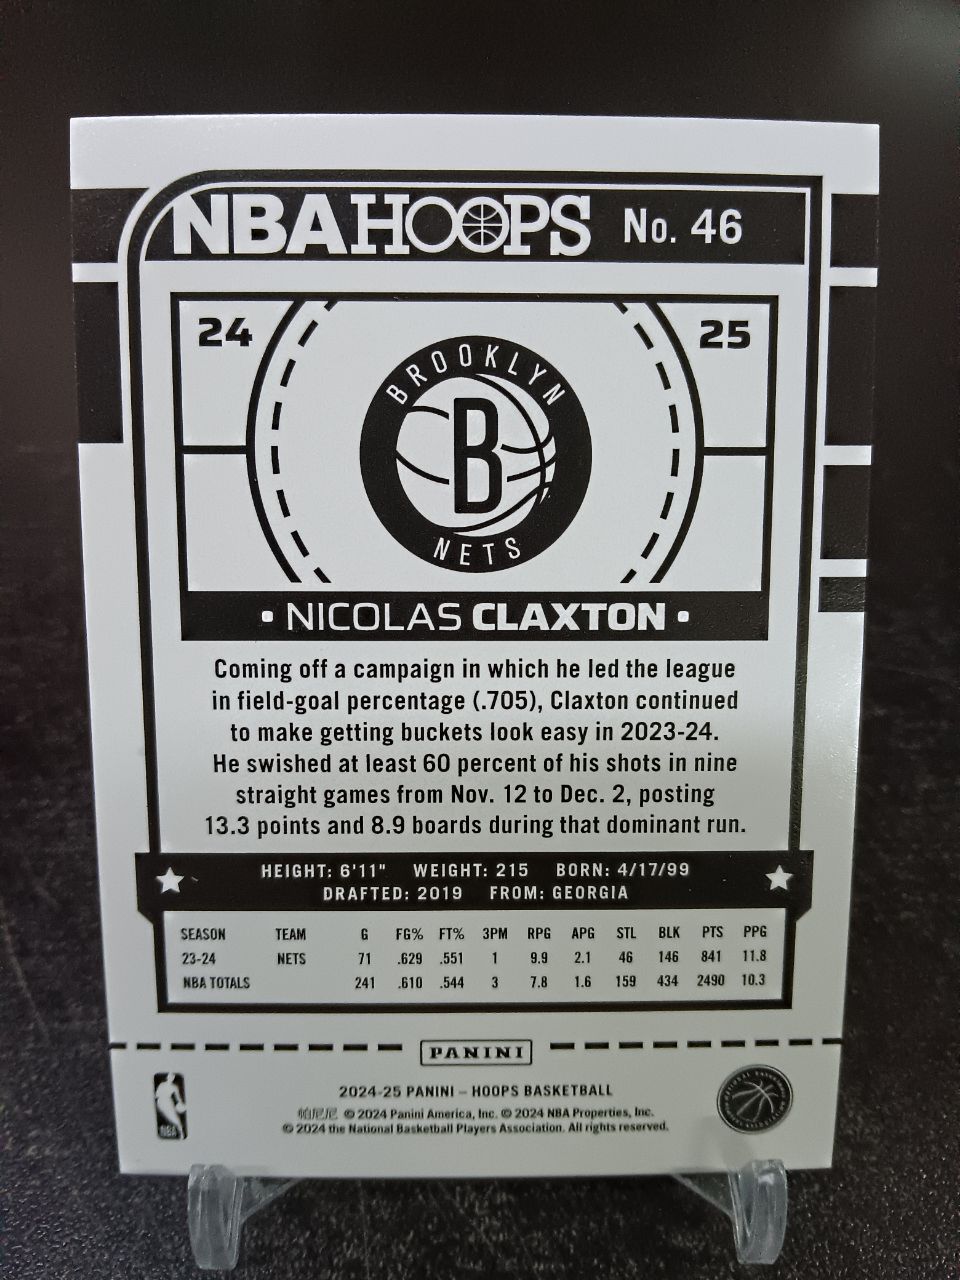 NBA HOOPS No. 46
24 25
BROOKLYN
B
NETS
• NICOLAS CLAXTON •
Coming off a campaign in which he led the league
in field-goal percentage (.705), Claxton continued
to make getting buckets look easy in 2023-24.
He swished at least 60 percent of his shots in nine
straight games from Nov. 12 to Dec. 2, posting
13.3 points and 8.9 boards during that dominant run.
HEIGHT: 6'11" WEIGHT: 215 BORN: 4/17/99
DRAFTED: 2019 FROM: GEORGIA
SEASON TEAM G FG% FT% 3PM RPG APG STL BLK PTS PPG
23-24 NETS 71 .629 .551 1 9.9 2.1 46 146 841 11.8
NBA TOTALS 241 .610 .544 3 7.8 1.6 159 434 2490 10.3
PANINI
2024-25 PANINI – HOOPS BASKETBALL
帕尼尼 © 2024 Panini America, Inc. © 2024 NBA Properties, Inc.
© 2024 the National Basketball Players Association. All rights reserved.
NBA